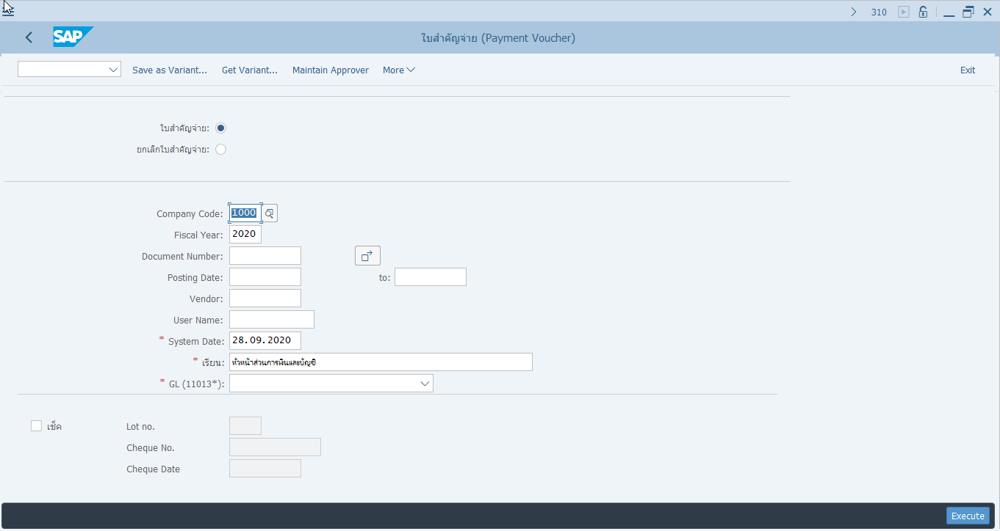 310
SAP
ใบสำคัญจ่าย (Payment Voucher)
Save as Variant... Get Variant... Maintain Approver More Exit
ใบสำคัญจ่าย:
ยกเลิกใบสำคัญจ่าย:
Company Code: 1000
Fiscal Year: 2020
Document Number:
Posting Date: to:
Vendor:
User Name:
* System Date: 28.09.2020
* เรียน: หัวหน้าส่วนการเงินและบัญชี
* GL (11013*):
เช็ค Lot no.
Cheque No.
Cheque Date
Execute